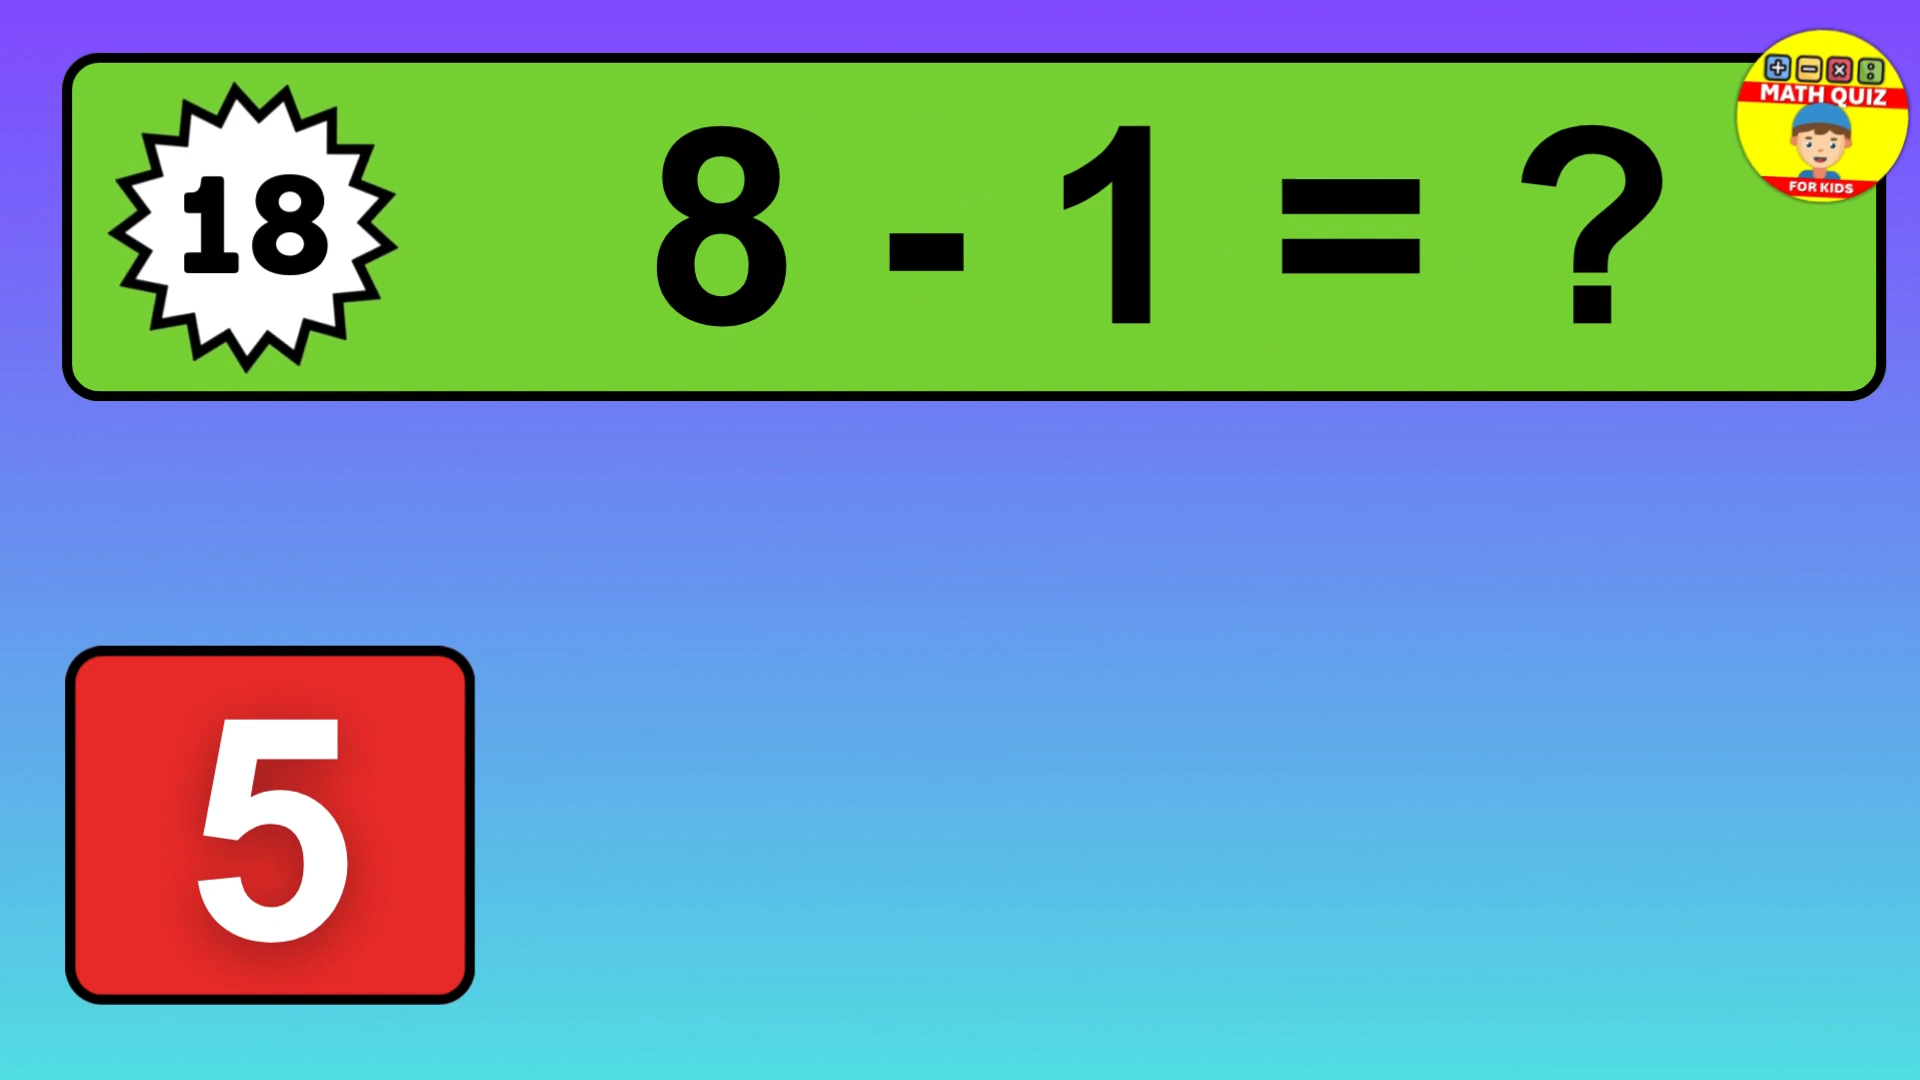 18 8 - 1 = ?
+ - × :
MATH QUIZ
FOR KIDS
5